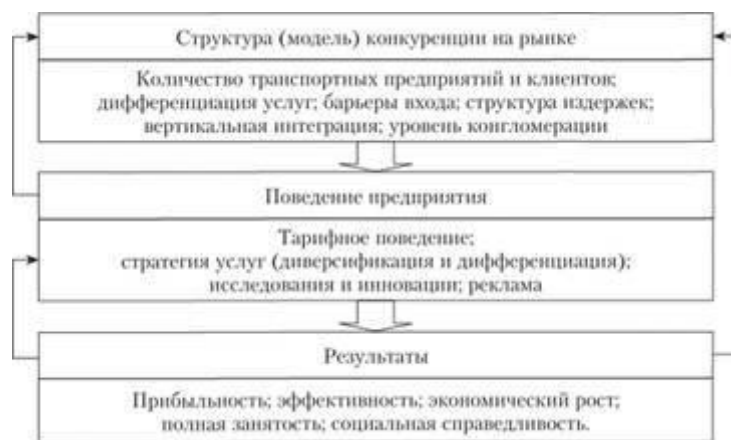 Структура (модель) конкуренции на рынке
Количество транспортных предприятий и клиентов;
дифференциация услуг; барьеры входа; структура издержек;
вертикальная интеграция; уровень конгломерации
Поведение предприятия
Тарифное поведение;
стратегия услуг (диверсификация и дифференциация);
исследования и инновации; реклама
Результаты
Прибыльность; эффективность; экономический рост;
полная занятость; социальная справедливость.